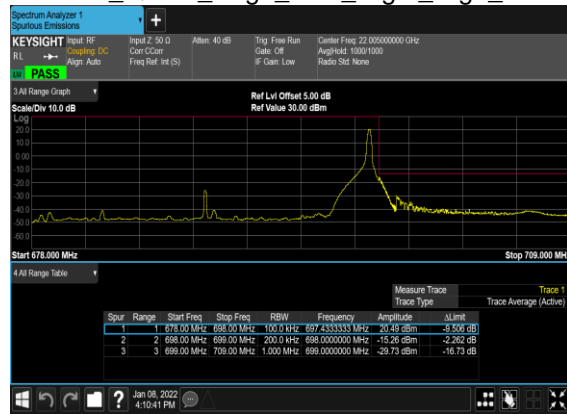 Spectrum Analyzer 1
Spurious Emissions
+
KEYSIGHT Input: RF Input Z: 50 Ω Atten: 40 dB Trig: Free Run Center Freq: 22.005000000 GHz
RL Coupling: DC Corr CCorr Gate: Off Avg|Hold: 1000/1000
Align: Auto Freq Ref: Int (S) IF Gain: Low Radio Std: None
PASS
3 All Range Graph Ref Lvl Offset 5.00 dB
Scale/Div 10.0 dB Ref Value 30.00 dBm
Log
20.0
10.0
0.00
-10.0
-20.0
-30.0
-40.0
-50.0
-60.0
Start 678.000 MHz Stop 709.000 MH
4 All Range Table
Measure Trace Trace 1
Trace Type Trace Average (Active)
Spur Range Start Freq Stop Freq RBW Frequency Amplitude ΔLimit
1 1 678.00 MHz 698.00 MHz 100.0 kHz 697.4333333 MHz 20.49 dBm -9.506 dB
2 2 698.00 MHz 699.00 MHz 200.0 kHz 698.0000000 MHz -15.26 dBm -2.262 dB
3 3 699.00 MHz 709.00 MHz 1.000 MHz 699.0000000 MHz -29.73 dBm -16.73 dB
? Jan 08, 2022
4:10:41 PM